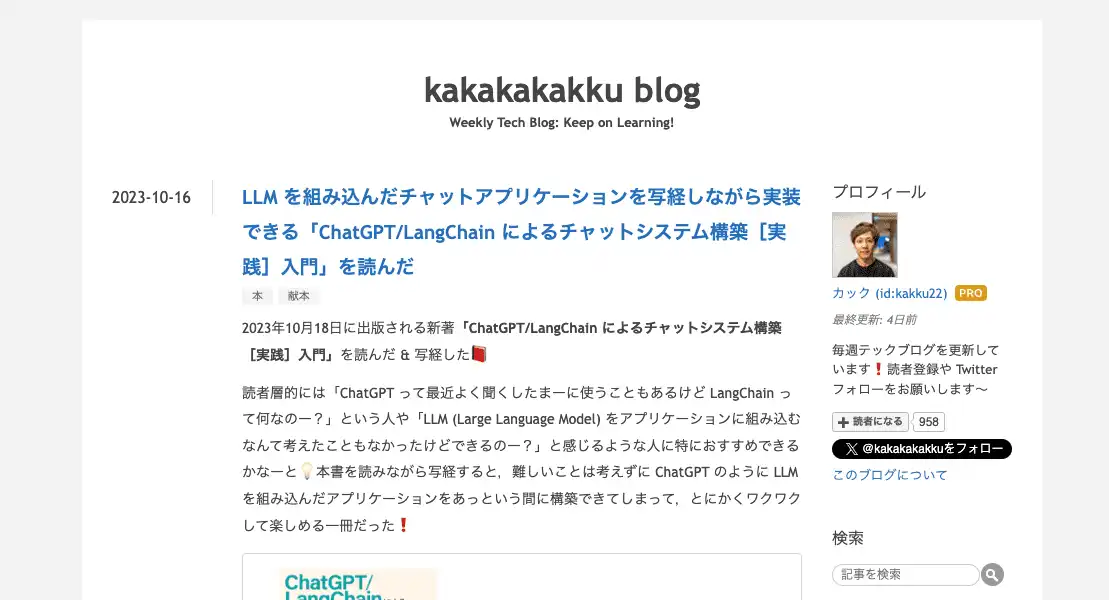 kakakakakku blog
Weekly Tech Blog: Keep on Learning!
2023-10-16
LLM を組み込んだチャットアプリケーションを写経しながら実装
できる「ChatGPT/LangChain によるチャットシステム構築［実
践］入門」を読んだ
本 献本
2023年10月18日に出版される新著「ChatGPT/LangChain によるチャットシステム構築
［実践］入門」を読んだ & 写経した📕
読者層的には「ChatGPT って最近よく聞くしたまーに使うこともあるけど LangChain っ
て何なのー？」という人や「LLM (Large Language Model) をアプリケーションに組み込む
なんて考えたこともなかったけどできるのー？」と感じるような人に特におすすめできる
かなーと💡本書を読みながら写経すると，難しいことは考えずに ChatGPT のように LLM
を組み込んだアプリケーションをあっという間に構築できてしまって，とにかくワクワク
して楽しめる一冊だった❗
ChatGPT/
LangChain
プロフィール
カック (id:kakku22) PRO
最終更新: 4日前
毎週テックブログを更新して
います❗読者登録や Twitter
フォローをお願いします〜
読者になる 958
@kakakakakkuをフォロー
このブログについて
検索
記事を検索